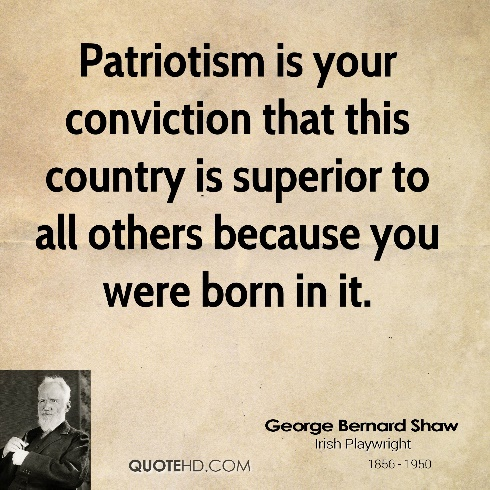 Patriotism is your
conviction that this
country is superior to
all others because you
were born in it.
George Bernard Shaw
Irish Playwright
1856 - 1950
QUOTEHD.COM